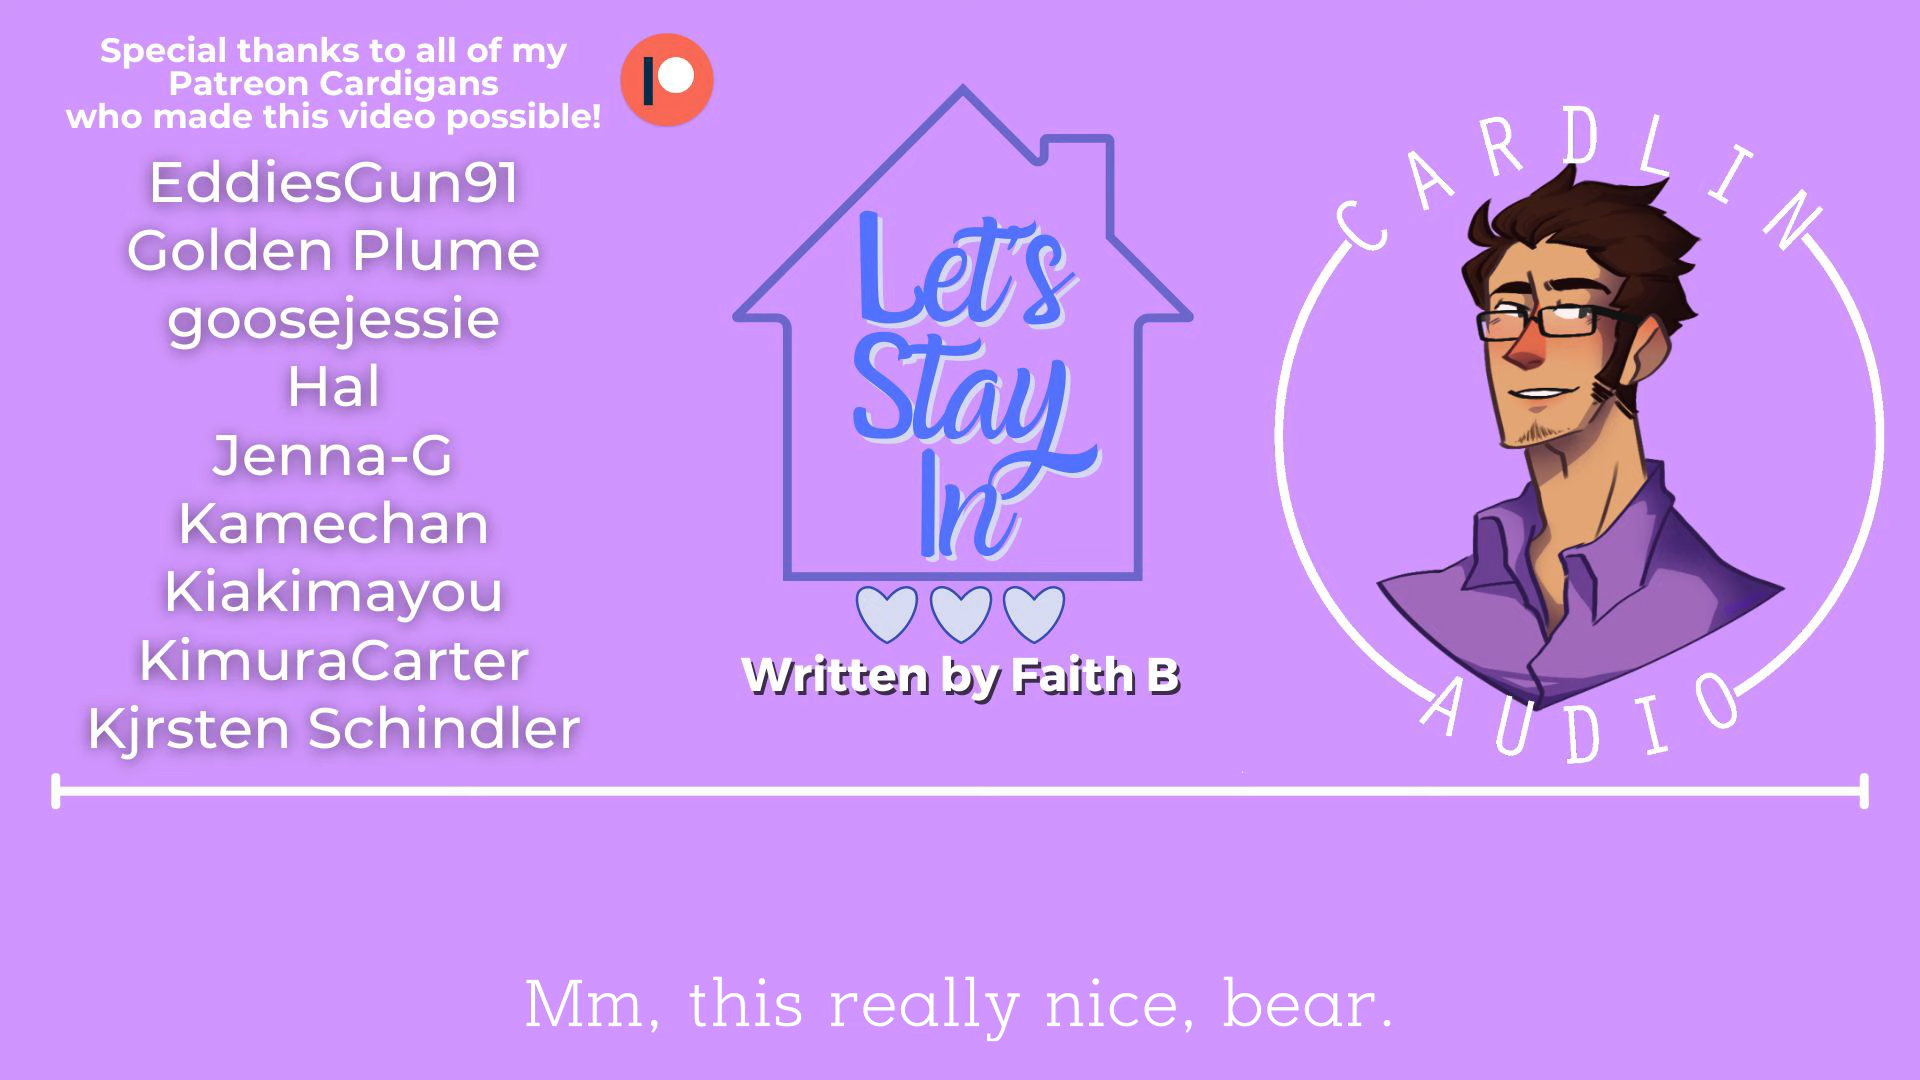 Special thanks to all of my
Patreon Cardigans
who made this video possible!
EddiesGun91
Golden Plume
goosejessie
Hal
Jenna-G
Kamechan
Kiakimayou
KimuraCarter
Kjrsten Schindler
Let's
Stay
In
Written by Faith B
CARDLIN
AUDIO
Mm, this really nice, bear.